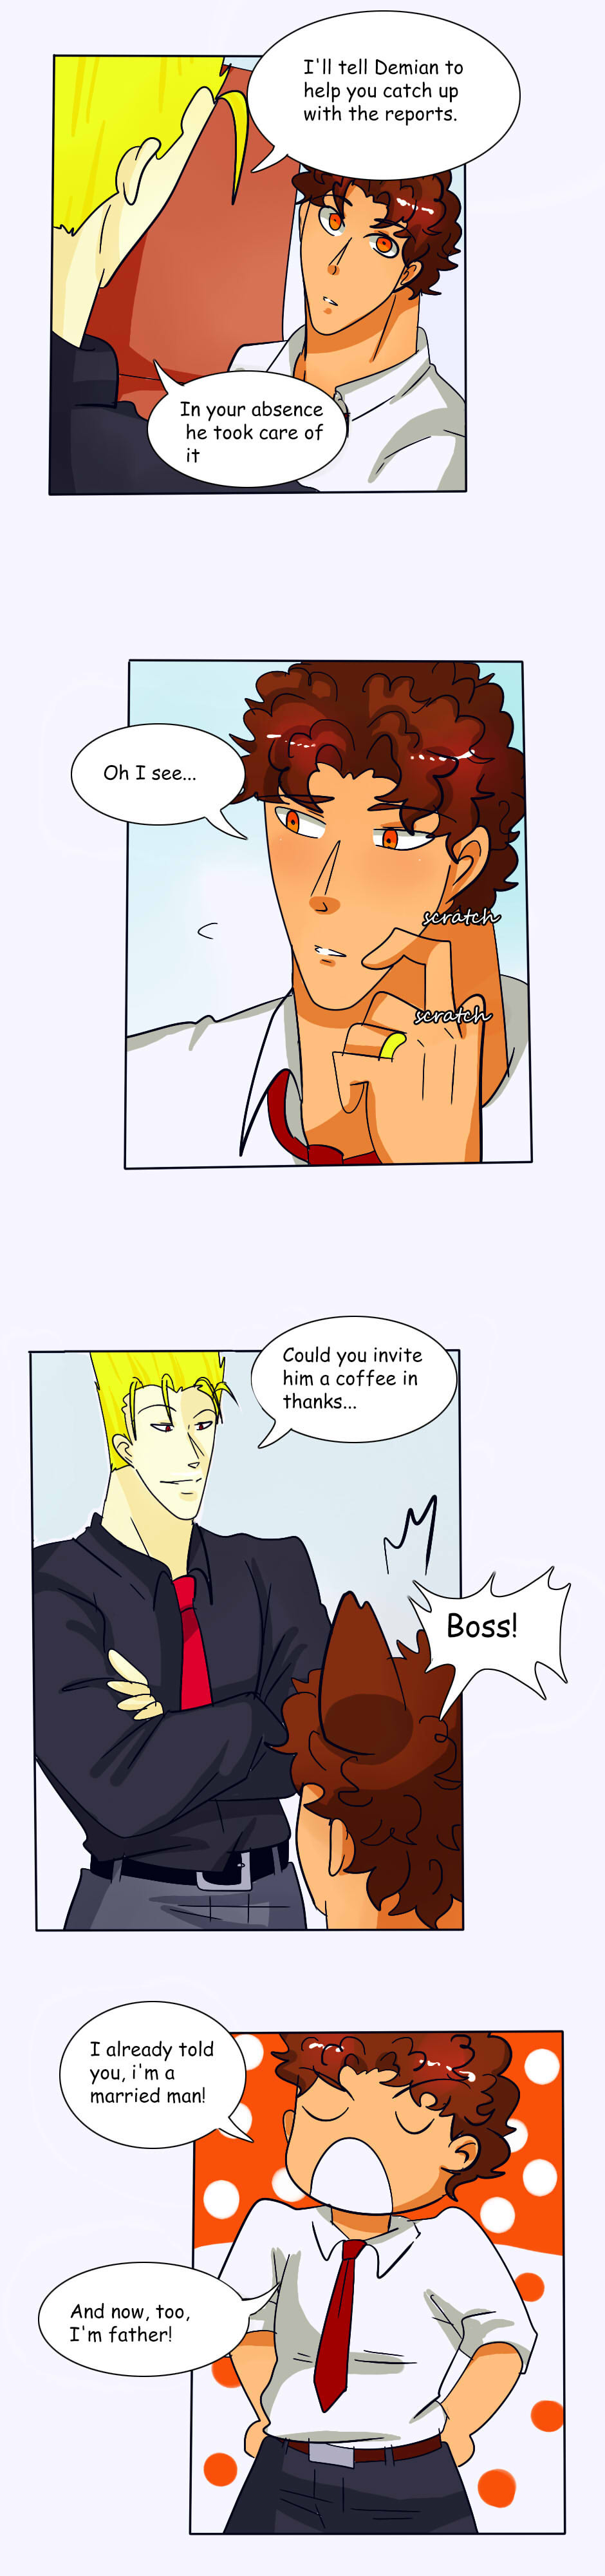 I'll tell Demian to
help you catch up
with the reports.
In your absence
he took care of
it
Oh I see...
scratch
scratch
Could you invite
him a coffee in
thanks...
Boss!
I already told
you, i'm a
married man!
And now, too,
I'm father!